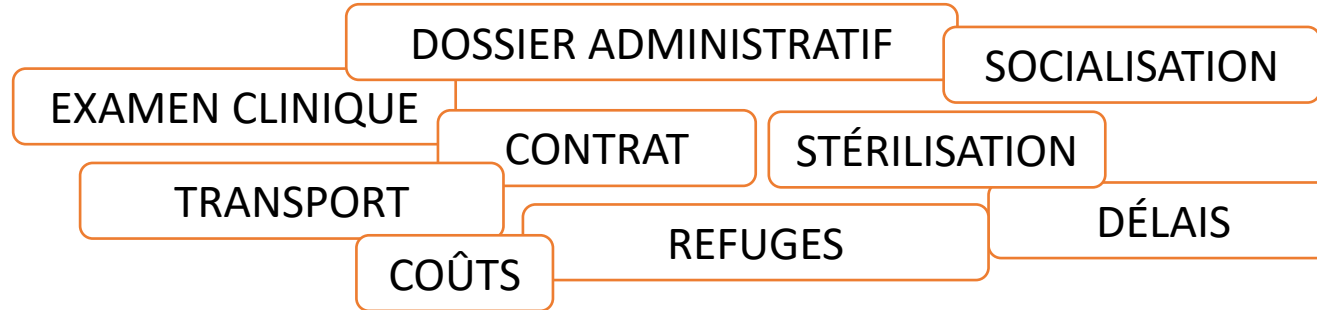 DOSSIER ADMINISTRATIF
SOCIALISATION
EXAMEN CLINIQUE
CONTRAT
STÉRILISATION
TRANSPORT
DÉLAIS
REFUGES
COÛTS